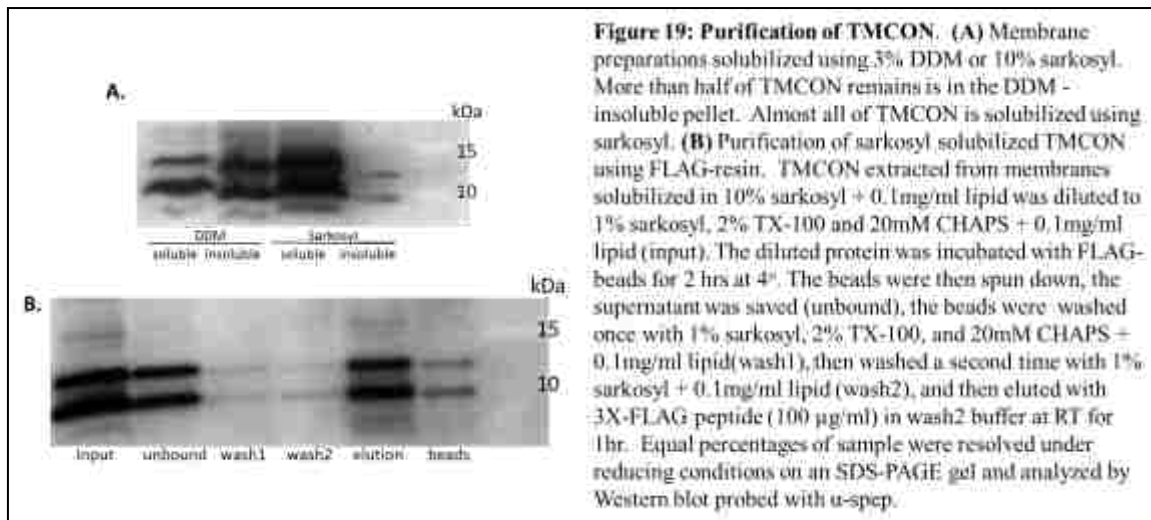 A.
kDa
15
10
DDM
Sarkosyl
soluble
insoluble
soluble
insoluble
B.
kDa
15
10
Input
unbound
wash1
wash2
elution
beads
Figure 19: Purification of TMCON. (A) Membrane
preparations solubilized using 3% DDM or 10% sarkosyl.
More than half of TMCON remains is in the DDM -
insoluble pellet. Almost all of TMCON is solubilized using
sarkosyl. (B) Purification of sarkosyl solubilized TMCON
using FLAG-resin. TMCON extracted from membranes
solubilized in 10% sarkosyl + 0.1mg/ml lipid was diluted to
1% sarkosyl, 2% TX-100 and 20mM CHAPS + 0.1mg/ml
lipid (input). The diluted protein was incubated with FLAG-
beads for 2 hrs at 4°. The beads were then spun down, the
supernatant was saved (unbound), the beads were washed
once with 1% sarkosyl, 2% TX-100, and 20mM CHAPS +
0.1mg/ml lipid(wash1), then washed a second time with 1%
sarkosyl + 0.1mg/ml lipid (wash2), and then eluted with
3X-FLAG peptide (100 µg/ml) in wash2 buffer at RT for
1hr. Equal percentages of sample were resolved under
reducing conditions on an SDS-PAGE gel and analyzed by
Western blot probed with α-spep.